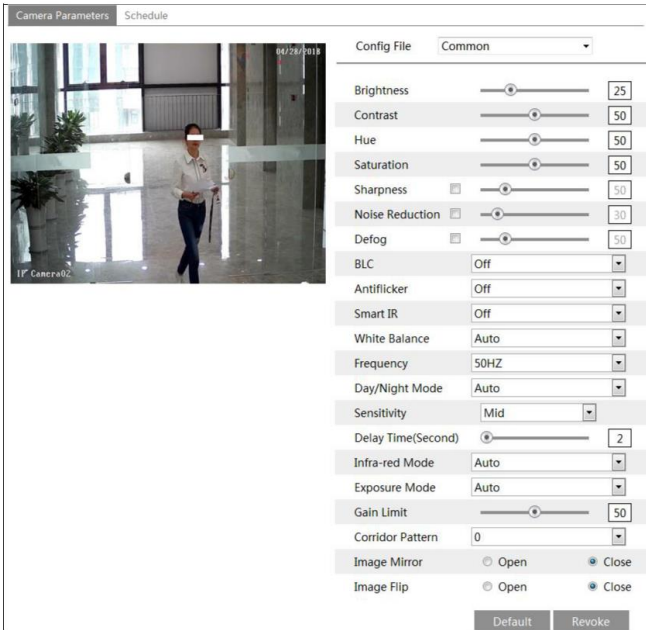 Camera Parameters Schedule
04/28/2018
IP Camera02
Config File Common
Brightness 25
Contrast 50
Hue 50
Saturation 50
Sharpness 50
Noise Reduction 30
Defog 50
BLC Off
Antiflicker Off
Smart IR Off
White Balance Auto
Frequency 50HZ
Day/Night Mode Auto
Sensitivity Mid
Delay Time(Second) 2
Infra-red Mode Auto
Exposure Mode Auto
Gain Limit 50
Corridor Pattern 0
Image Mirror Open Close
Image Flip Open Close
Default Revoke